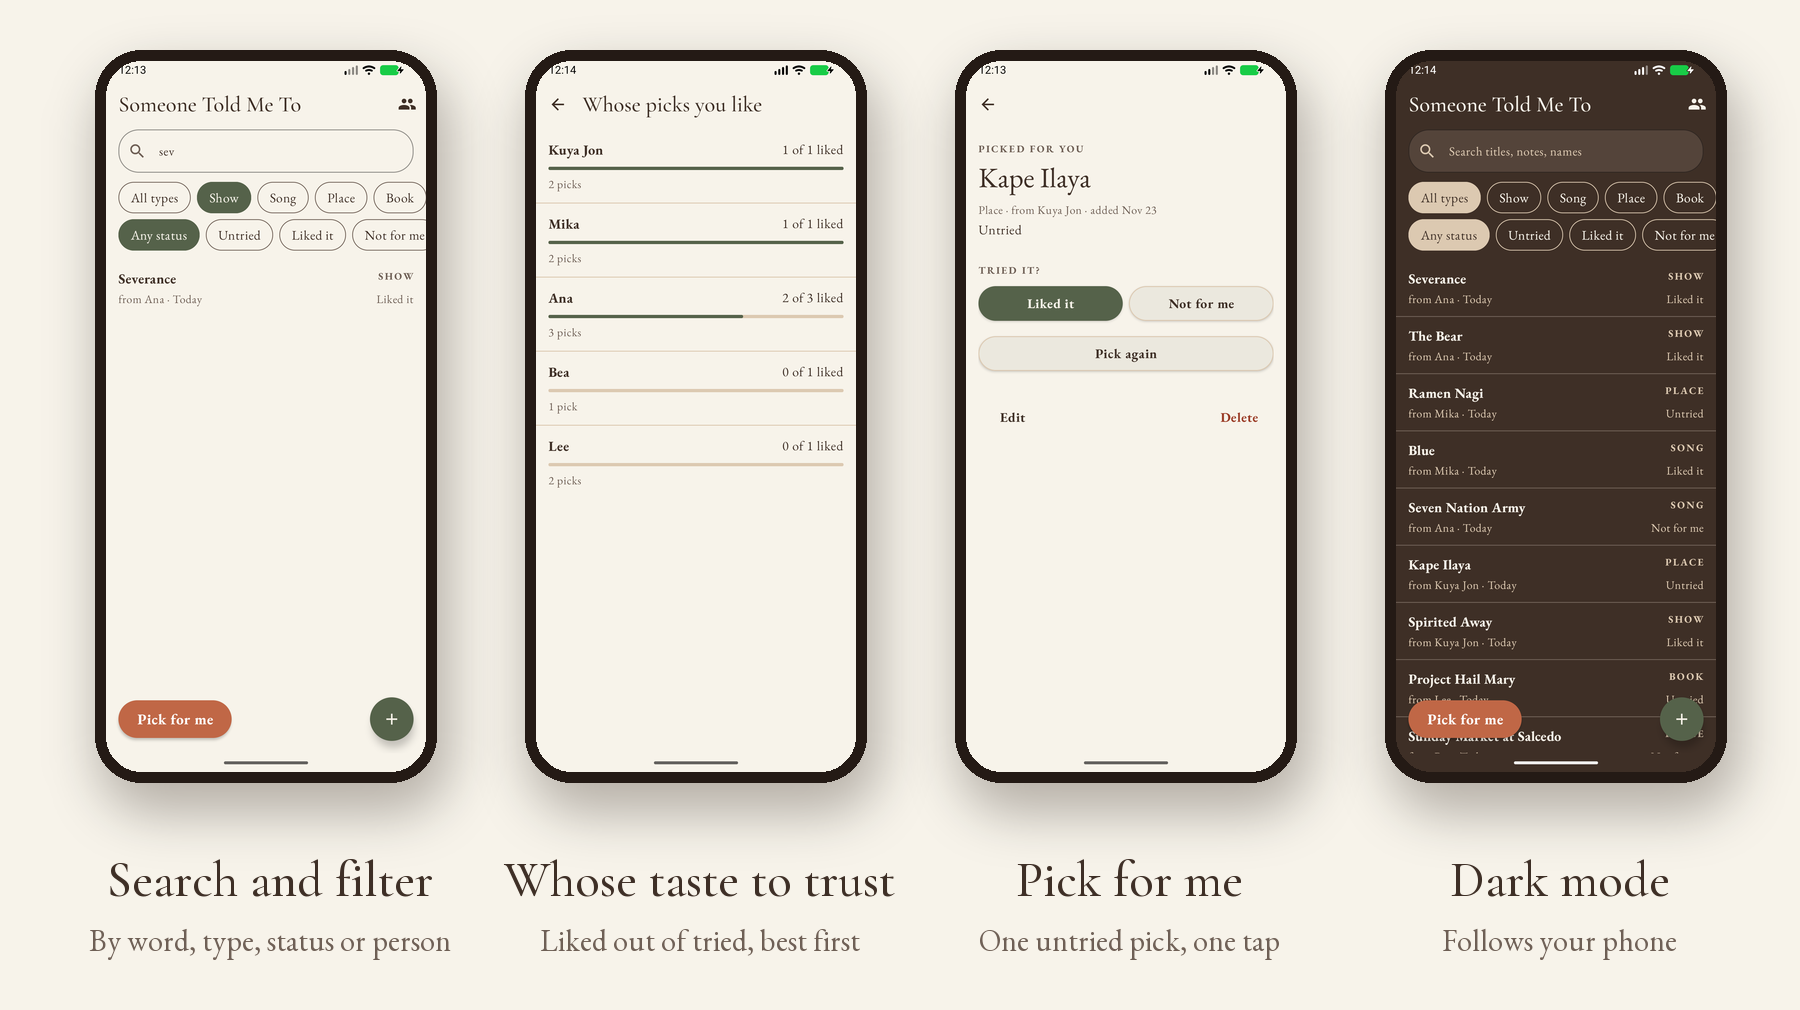 12:13
Someone Told Me To
sev
All types Show Song Place Book
Any status Untried Liked it Not for me
Severance SHOW
from Ana · Today Liked it
Pick for me
+
12:14
Whose picks you like
Kuya Jon 1 of 1 liked
2 picks
Mika 1 of 1 liked
2 picks
Ana 2 of 3 liked
3 picks
Bea 0 of 1 liked
1 pick
Lee 0 of 1 liked
2 picks
12:13
PICKED FOR YOU
Kape Ilaya
Place · from Kuya Jon · added Nov 23
Untried
TRIED IT?
Liked it Not for me
Pick again
Edit Delete
12:14
Someone Told Me To
Search titles, notes, names
All types Show Song Place Book
Any status Untried Liked it Not for me
Severance SHOW
from Ana · Today Liked it
The Bear SHOW
from Ana · Today Liked it
Ramen Nagi PLACE
from Mika · Today Untried
Blue SONG
from Mika · Today Liked it
Seven Nation Army SONG
from Ana · Today Not for me
Kape Ilaya PLACE
from Kuya Jon · Today Untried
Spirited Away SHOW
from Kuya Jon · Today Liked it
Project Hail Mary BOOK
from Lee · Today
Pick for me
+
Sunday Market at Salcedo
Search and filter
By word, type, status or person
Whose taste to trust
Liked out of tried, best first
Pick for me
One untried pick, one tap
Dark mode
Follows your phone